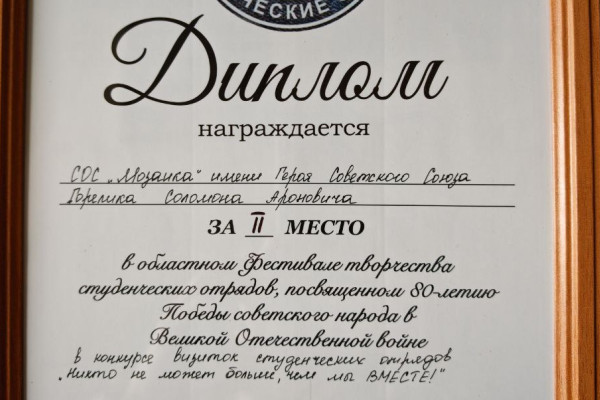 ЧЕСКИЕ
Диплом
награждается
СОС „Мозаика“ имени Героя Советского Союза
Горелика Соломона Ароновича
ЗА II МЕСТО
в областном Фестивале творчества
студенческих отрядов, посвященном 80-летию
Победы советского народа в
Великой Отечественной войне
в конкурсе визиток студенческих отрядов
„Никто не может больше, чем мы ВМЕСТЕ!"